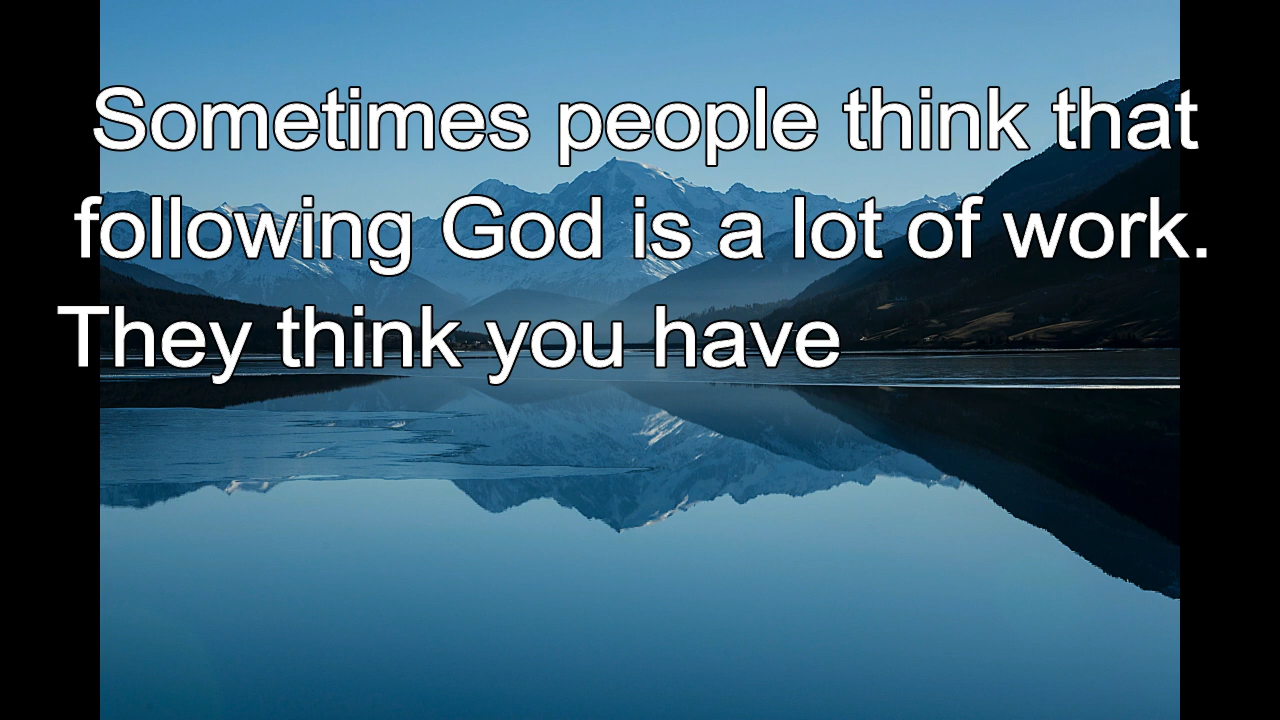 Sometimes people think that
following God is a lot of work.
They think you have